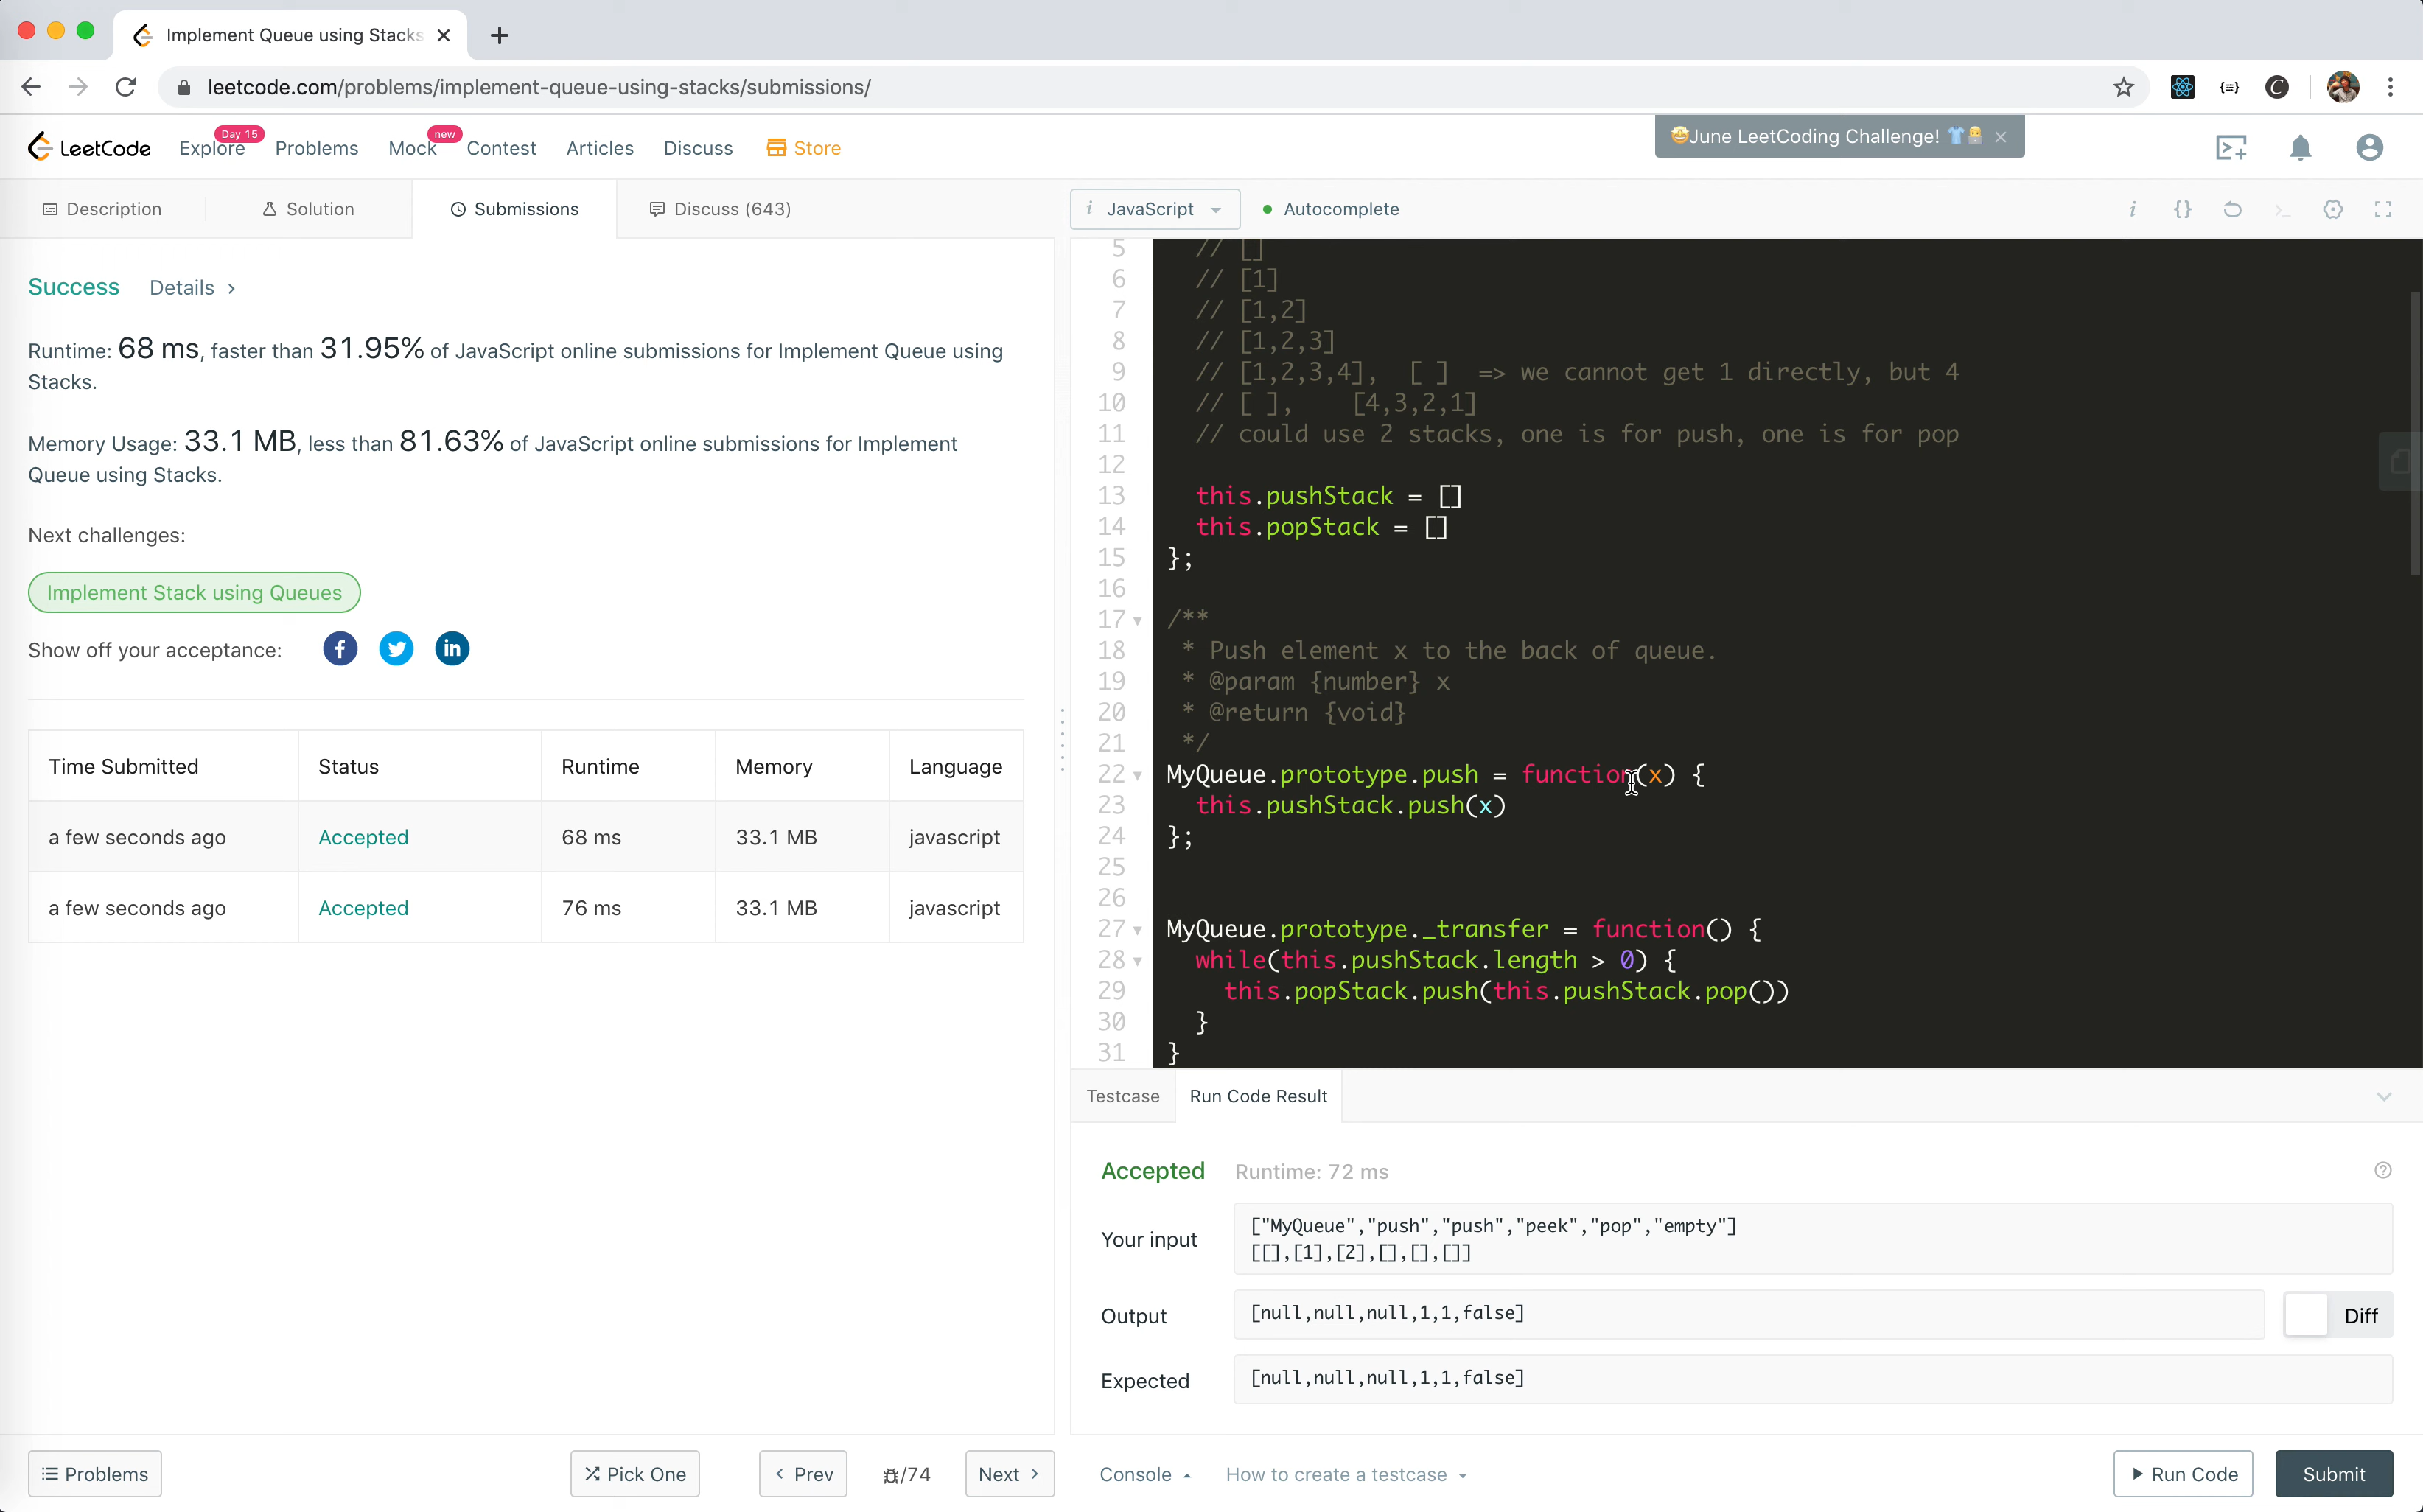 Implement Queue using Stacks
leetcode.com/problems/implement-queue-using-stacks/submissions/
LeetCode
Explore
Day 15
Problems
Mock
new
Contest
Articles
Discuss
Store
🤩June LeetCoding Challenge! 👕
Description
Solution
Submissions
Discuss (643)
i JavaScript
Autocomplete
Success Details >
Runtime: 68 ms, faster than 31.95% of JavaScript online submissions for Implement Queue using
Stacks.
Memory Usage: 33.1 MB, less than 81.63% of JavaScript online submissions for Implement
Queue using Stacks.
Next challenges:
Implement Stack using Queues
Show off your acceptance:
Time Submitted Status Runtime Memory Language
a few seconds ago Accepted 68 ms 33.1 MB javascript
a few seconds ago Accepted 76 ms 33.1 MB javascript
5 // []
6 // [1]
7 // [1,2]
8 // [1,2,3]
9 // [1,2,3,4], [ ] => we cannot get 1 directly, but 4
10 // [ ], [4,3,2,1]
11 // could use 2 stacks, one is for push, one is for pop
12
13 this.pushStack = []
14 this.popStack = []
15 };
16
17 /**
18 * Push element x to the back of queue.
19 * @param {number} x
20 * @return {void}
21 */
22 MyQueue.prototype.push = function(x) {
23 this.pushStack.push(x)
24 };
25
26
27 MyQueue.prototype._transfer = function() {
28 while(this.pushStack.length > 0) {
29 this.popStack.push(this.pushStack.pop())
30 }
31 }
Testcase
Run Code Result
Accepted Runtime: 72 ms
Your input
["MyQueue","push","push","peek","pop","empty"]
[[],[1],[2],[],[],[]]
Output
[null,null,null,1,1,false]
Diff
Expected
[null,null,null,1,1,false]
Problems
Pick One
Prev
/74
Next
Console
How to create a testcase
Run Code
Submit